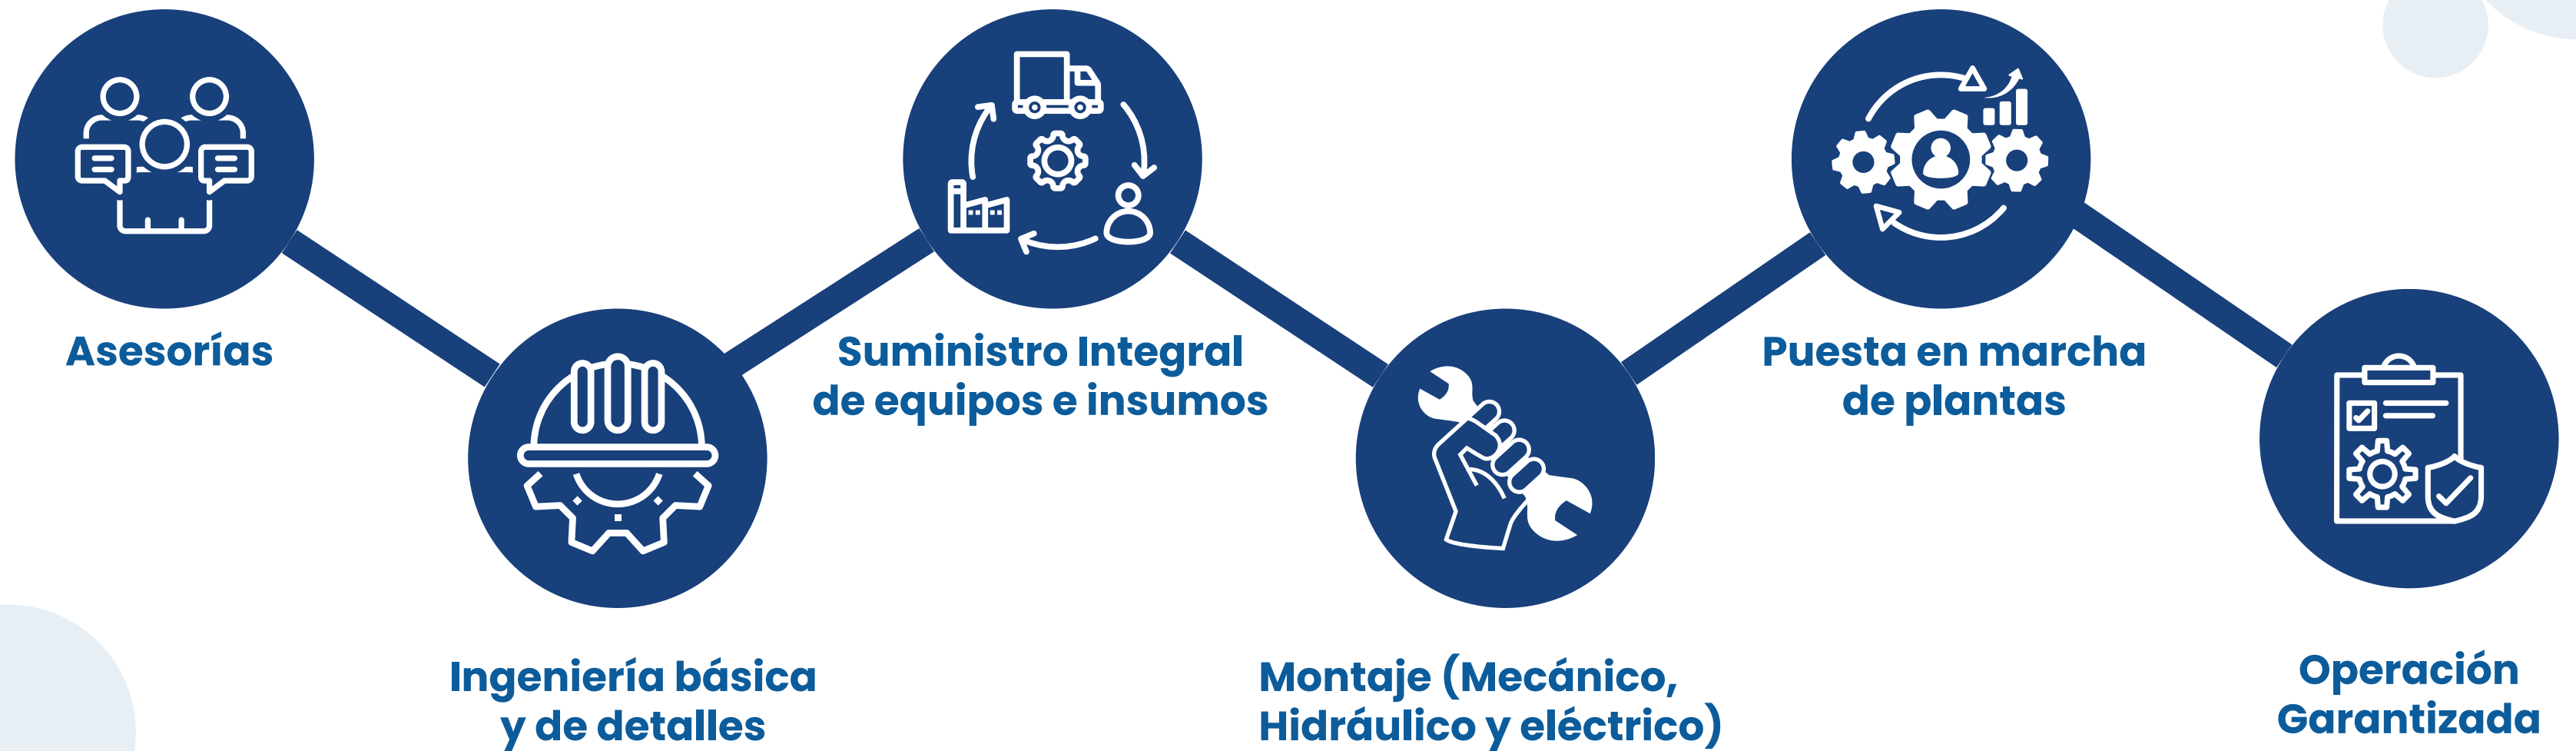 Asesorías
Ingeniería básica
y de detalles
Suministro Integral
de equipos e insumos
Montaje (Mecánico,
Hidráulico y eléctrico)
Puesta en marcha
de plantas
Operación
Garantizada